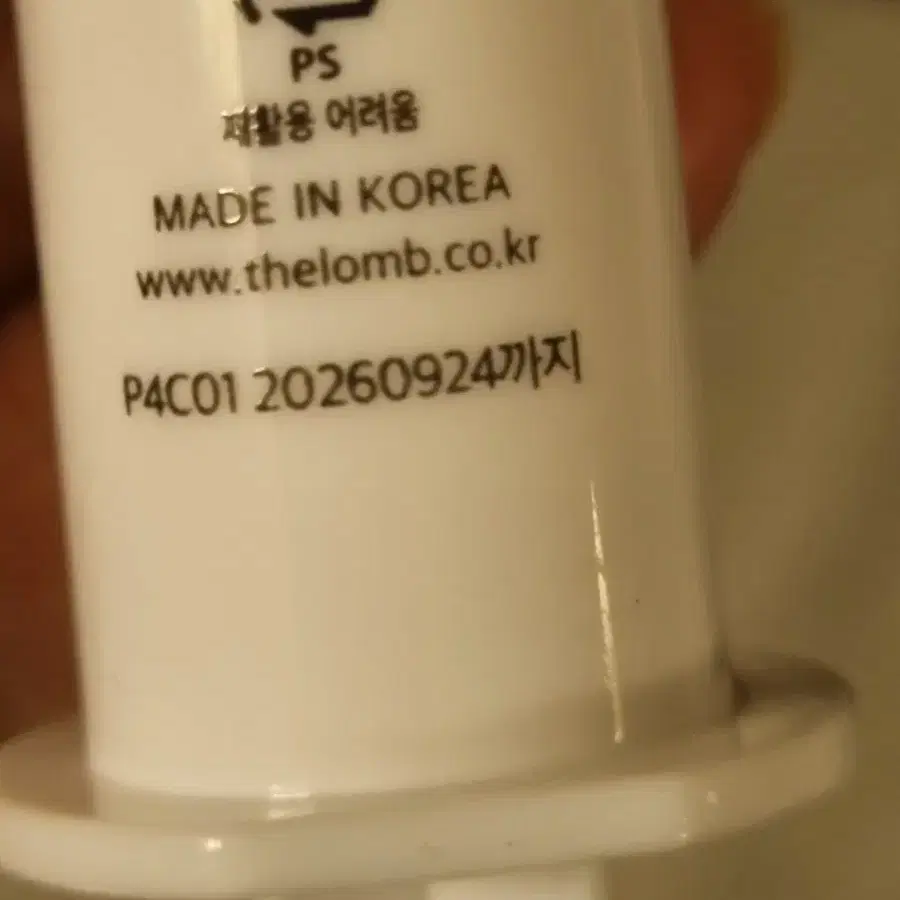 PS
재활용 어려움
MADE IN KOREA
www.thelomb.co.kr
P4C01 20260924까지